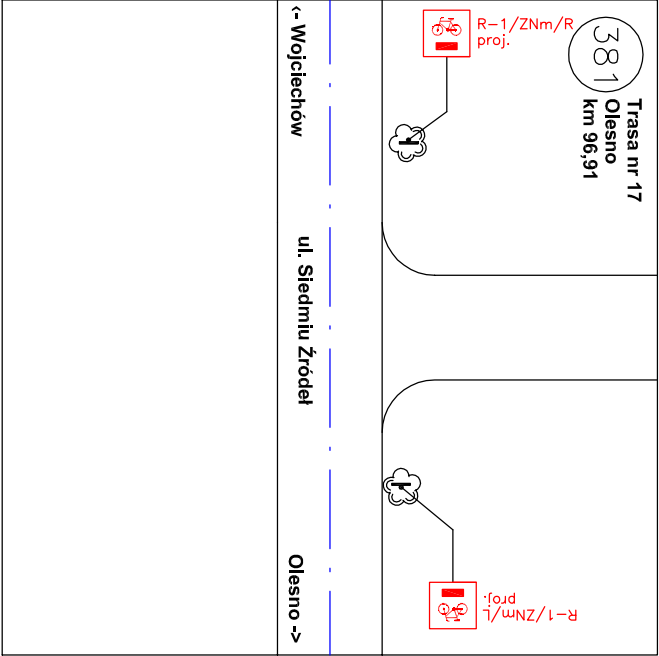 381
Trasa nr 17
Olesno
km 96,91
R-1/ZNm/R
proj.
<- Wojciechów
ul. Siedmiu Źródeł
Olesno ->
R-1/ZNm/L
proj.